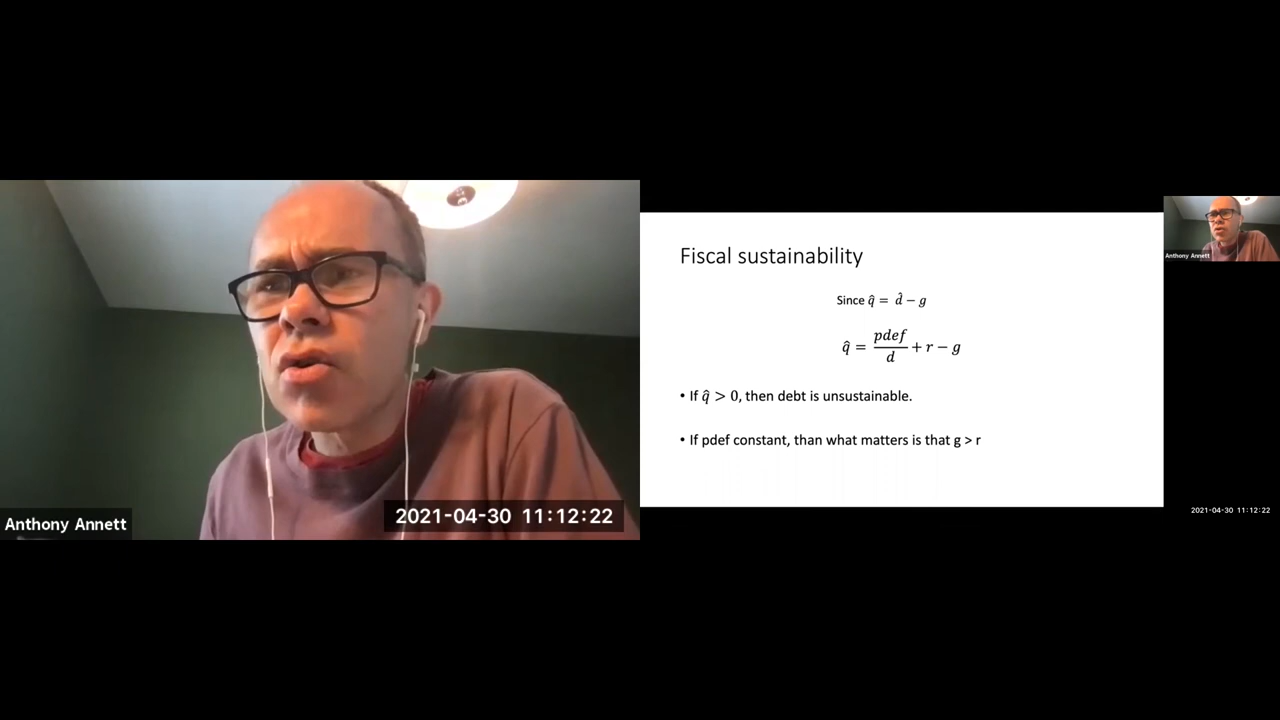 Anthony Annett
2021-04-30 11:12:22
Fiscal sustainability
Since q̂ = d̂ − g
q̂ = pdef/d + r − g
• If q̂ > 0, then debt is unsustainable.
• If pdef constant, than what matters is that g > r
Anthony Annett
2021-04-30 11:12:22